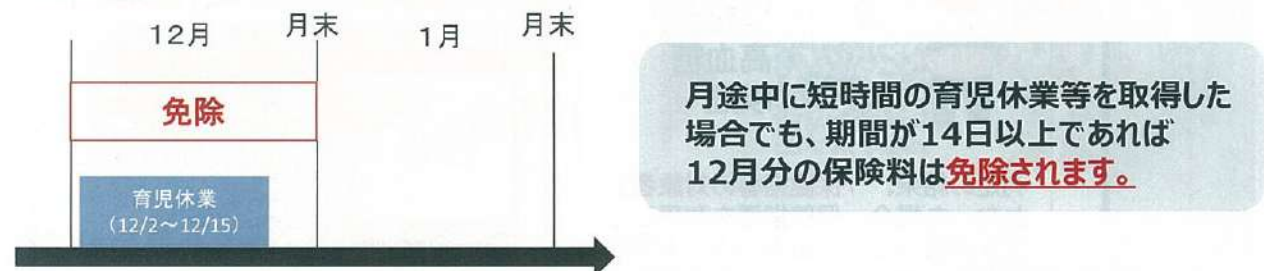 12月
月末
1月
月末
免除
育児休業
(12/2～12/15)
月途中に短時間の育児休業等を取得した
場合でも、期間が14日以上であれば
12月分の保険料は免除されます。